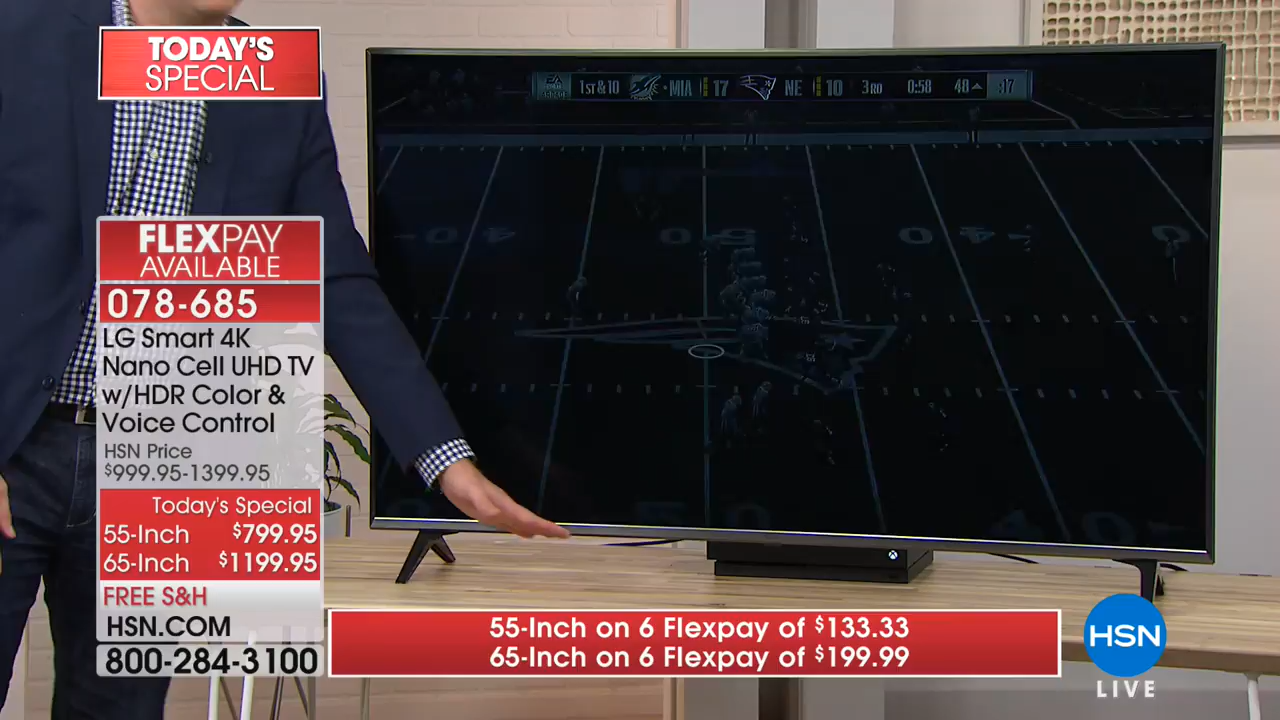 TODAY'S
SPECIAL
FLEXPAY
AVAILABLE
078-685
LG Smart 4K
Nano Cell UHD TV
w/HDR Color &
Voice Control
HSN Price
$999.95-1399.95
Today's Special
55-Inch $799.95
65-Inch $1199.95
FREE S&H
HSN.COM
800-284-3100
1ST & 10 MIA 17 NE 10 3RD 0:58 48 :17
40 50 40
55-Inch on 6 Flexpay of $133.33
65-Inch on 6 Flexpay of $199.99
HSN
LIVE